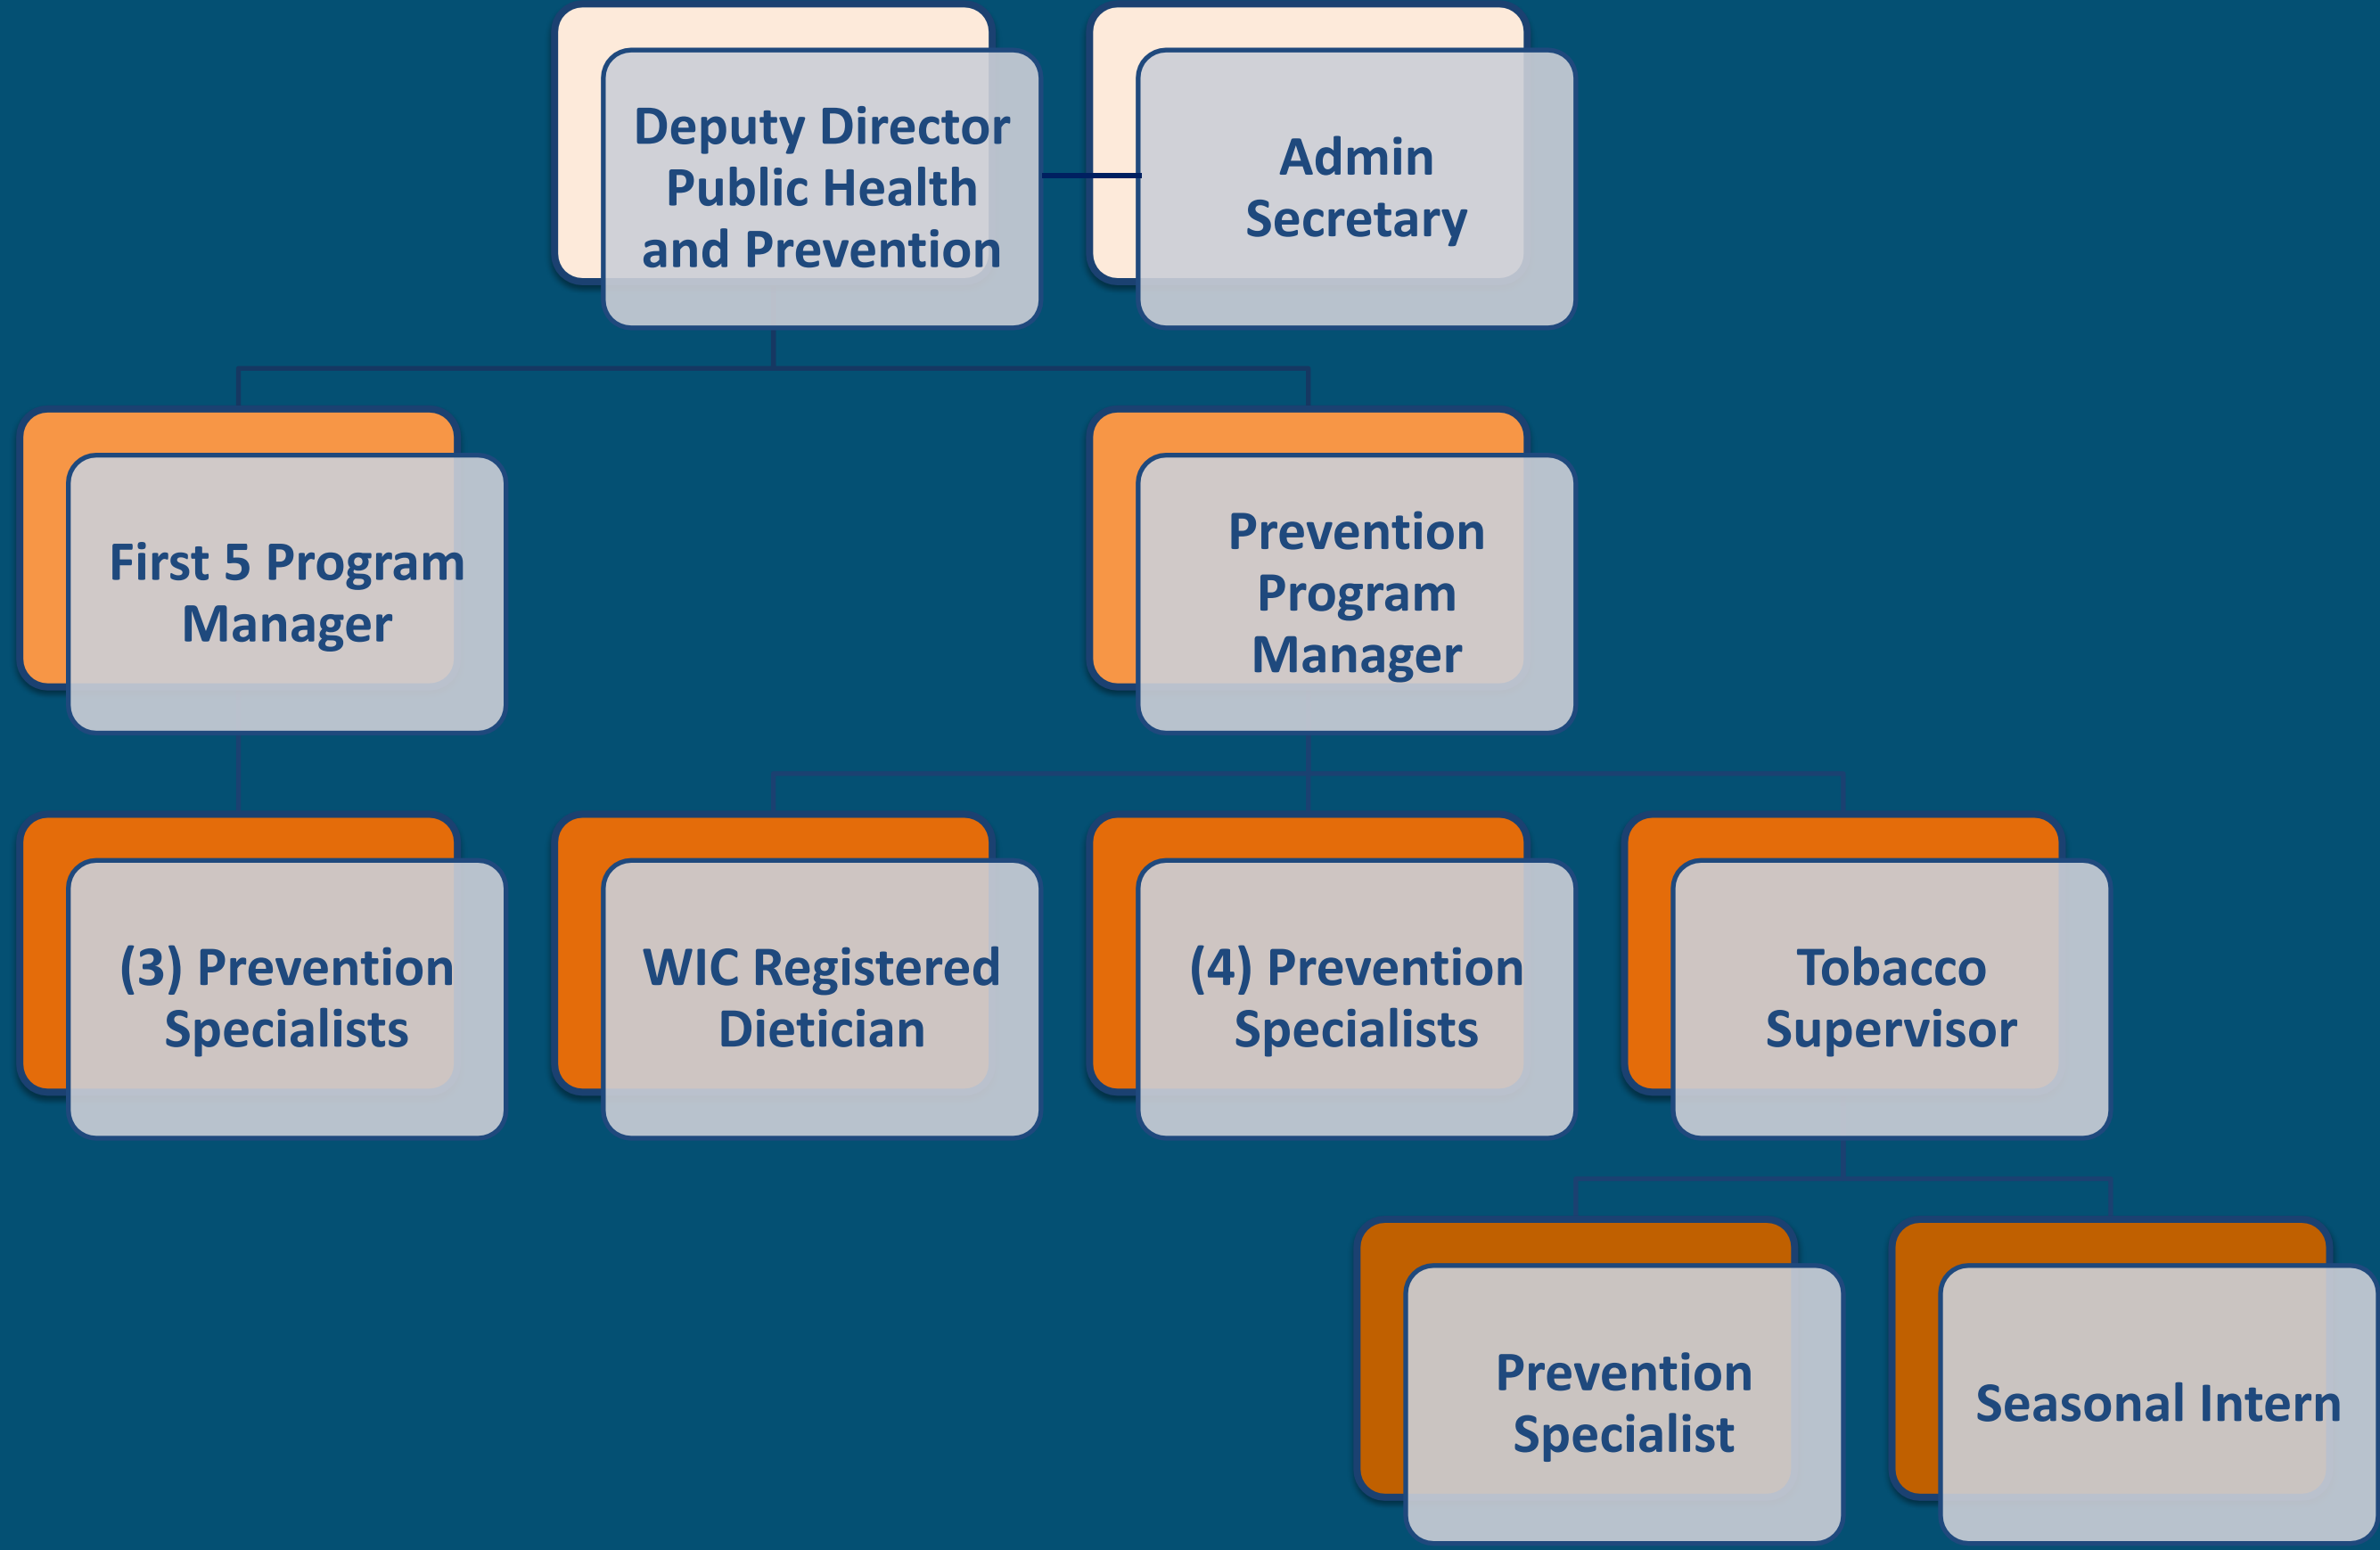 Deputy Director
Public Health
and Prevention
Admin
Secretary
First 5 Program
Manager
Prevention
Program
Manager
(3) Prevention
Specialists
WIC Registered
Dietician
(4) Prevention
Specialists
Tobacco
Supervisor
Prevention
Specialist
Seasonal Intern